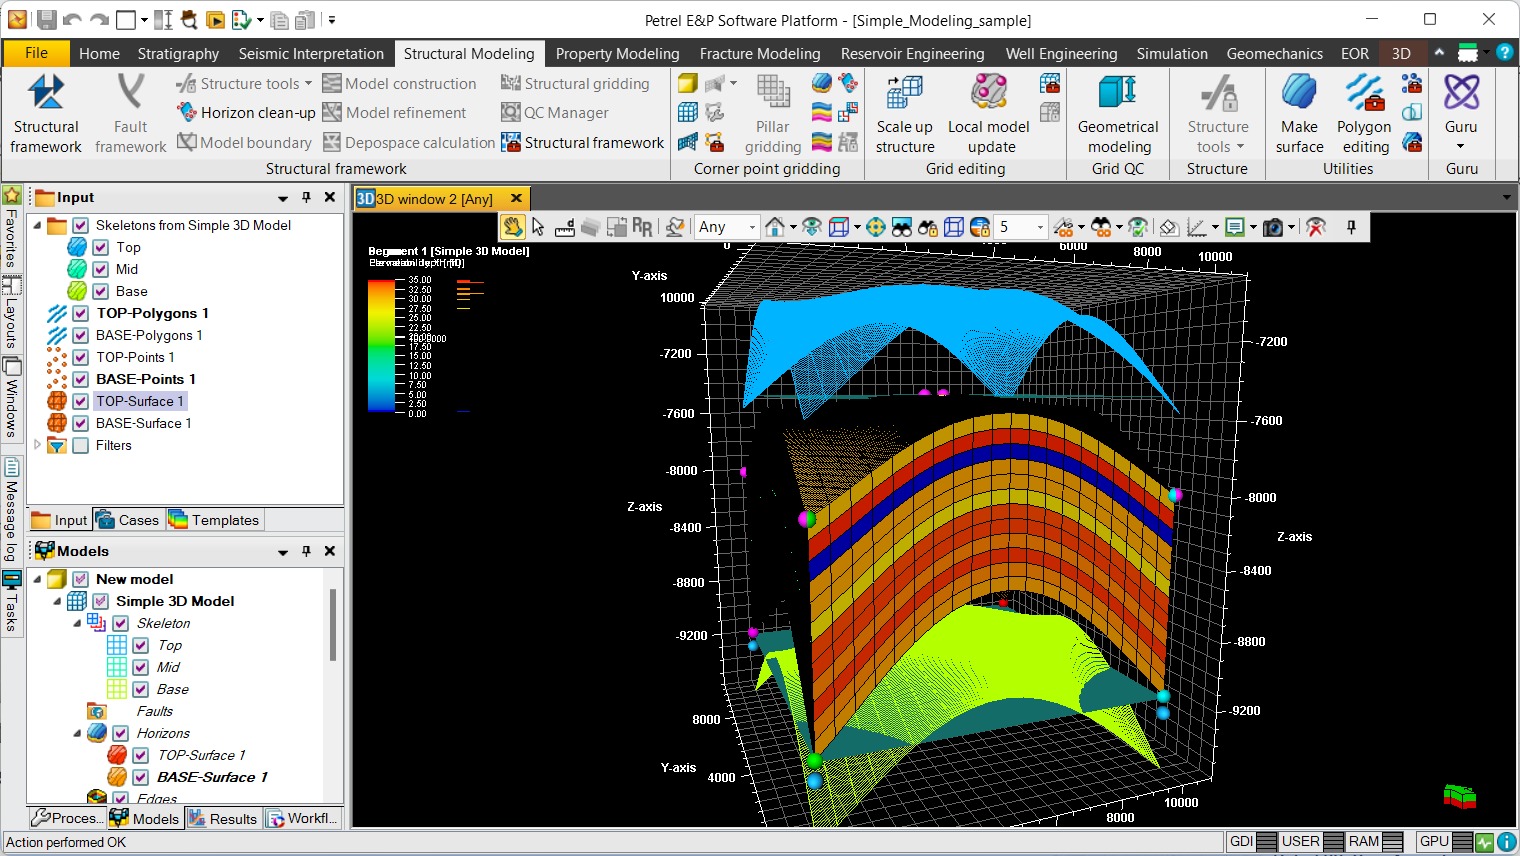 Petrel E&P Software Platform - [Simple_Modeling_sample]
File Home Stratigraphy Seismic Interpretation Structural Modeling Property Modeling Fracture Modeling Reservoir Engineering Well Engineering Simulation Geomechanics EOR 3D
Structural framework
Fault framework
Structure tools
Horizon clean-up
Model boundary
Model construction
Model refinement
Depospace calculation
Structural gridding
QC Manager
Structural framework
Structural framework
Pillar gridding
Corner point gridding
Scale up structure
Local model update
Grid editing
Geometrical modeling
Grid QC
Structure tools
Structure
Make surface
Polygon editing
Utilities
Guru
Guru
Favorites
Layouts
Windows
Message log
Tasks
Input
Skeletons from Simple 3D Model
Top
Mid
Base
TOP-Polygons 1
BASE-Polygons 1
TOP-Points 1
BASE-Points 1
TOP-Surface 1
BASE-Surface 1
Filters
Input Cases Templates
Models
New model
Simple 3D Model
Skeleton
Top
Mid
Base
Faults
Horizons
TOP-Surface 1
BASE-Surface 1
Edges
Proces... Models Results Workfl...
3D 3D window 2 [Any]
RR Any 5
1 [Simple 3D Model]
35.00
32.50
30.00
27.50
25.00
22.50
17.50
15.00
12.50
10.00
7.50
5.00
2.50
0.00
0 6000 8000 10000
Y-axis
10000
-7200
-7600
-8000
Z-axis
-8400
-8800
-9200
8000
Y-axis
4000
-7200
-7600
-8000
Z-axis
-8400
-8800
-9200
10000
8000
Action performed OK
GDI USER RAM GPU